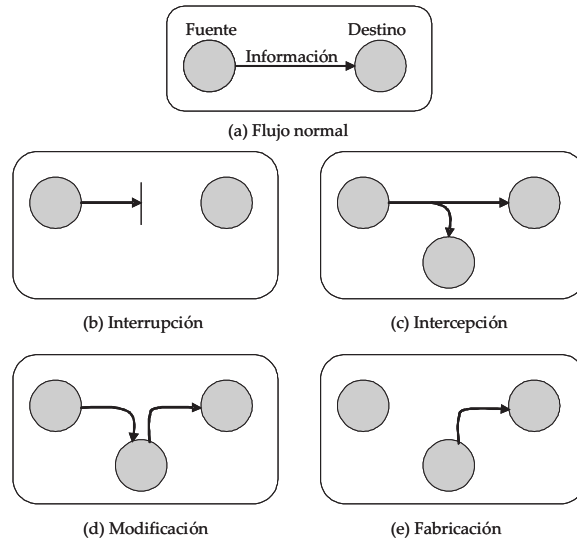 Fuente
Destino
Información
(a) Flujo normal
(b) Interrupción
(c) Intercepción
(d) Modificación
(e) Fabricación